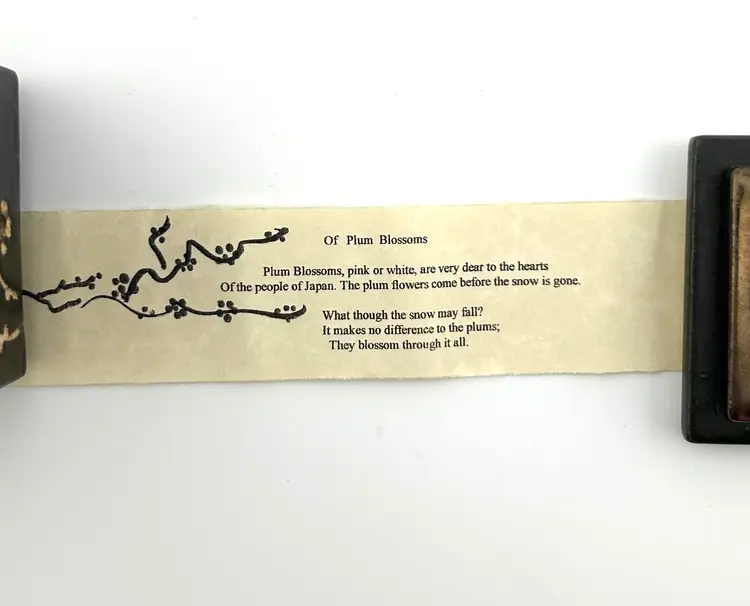 Of Plum Blossoms
Plum Blossoms, pink or white, are very dear to the hearts
Of the people of Japan. The plum flowers come before the snow is gone.
What though the snow may fall?
It makes no difference to the plums;
They blossom through it all.